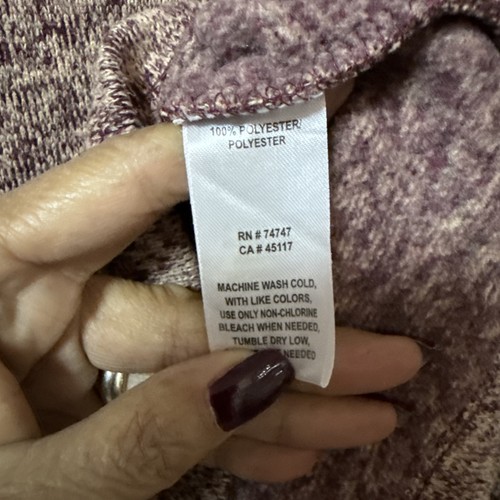 100% POLYESTER/
POLYESTER
RN # 74747
CA # 45117
MACHINE WASH COLD,
WITH LIKE COLORS,
USE ONLY NON-CHLORINE
BLEACH WHEN NEEDED,
TUMBLE DRY LOW,
NEEDED